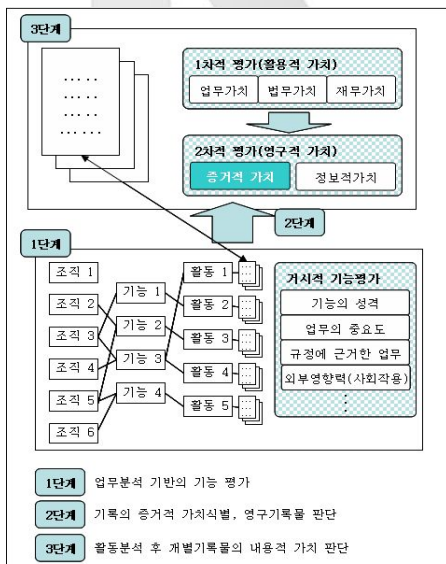 3단계
.. ...
.....
.....
......
1차적 평가(활용적 가치)
업무가치 법무가치 재무가치
2차적 평가(영구적 가치)
증거적 가치 정보적가치
2단계
1단계
조직 1
조직 2
조직 3
조직 4
조직 5
조직 6
기능 1
기능 2
기능 3
기능 4
활동 1
활동 2
활동 3
활동 4
활동 5
거시적 기능평가
기능의 성격
업무의 중요도
규정에 근거한 업무
외부영향력(사회작용)
1단계 업무분석 기반의 기능 평가
2단계 기록의 증거적 가치식별, 영구기록물 판단
3단계 활동분석 후 개별기록물의 내용적 가치 판단